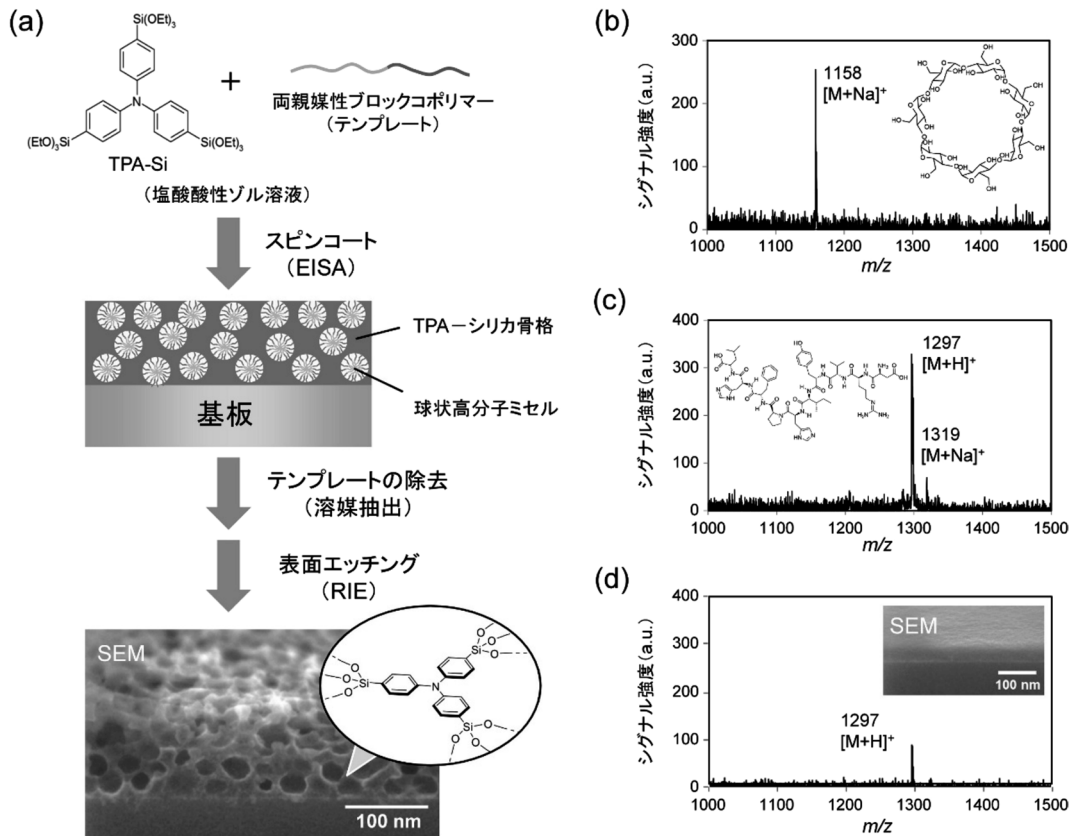 (a)
Si(OEt)3
N
(EtO)3Si
Si(OEt)3
TPA-Si
(塩酸酸性ゾル溶液)
+
両親媒性ブロックコポリマー
(テンプレート)
スピンコート
(EISA)
TPA－シリカ骨格
球状高分子ミセル
基板
テンプレートの除去
(溶媒抽出)
表面エッチング
(RIE)
SEM
100 nm
(b)
シグナル強度(a.u.)
300
200
100
0
1000 1100 1200 1300 1400 1500
m/z
1158
[M+Na]+
(c)
シグナル強度(a.u.)
400
300
200
100
0
1000 1100 1200 1300 1400 1500
m/z
1297
[M+H]+
1319
[M+Na]+
(d)
シグナル強度(a.u.)
400
300
200
100
0
1000 1100 1200 1300 1400 1500
m/z
1297
[M+H]+
SEM
100 nm